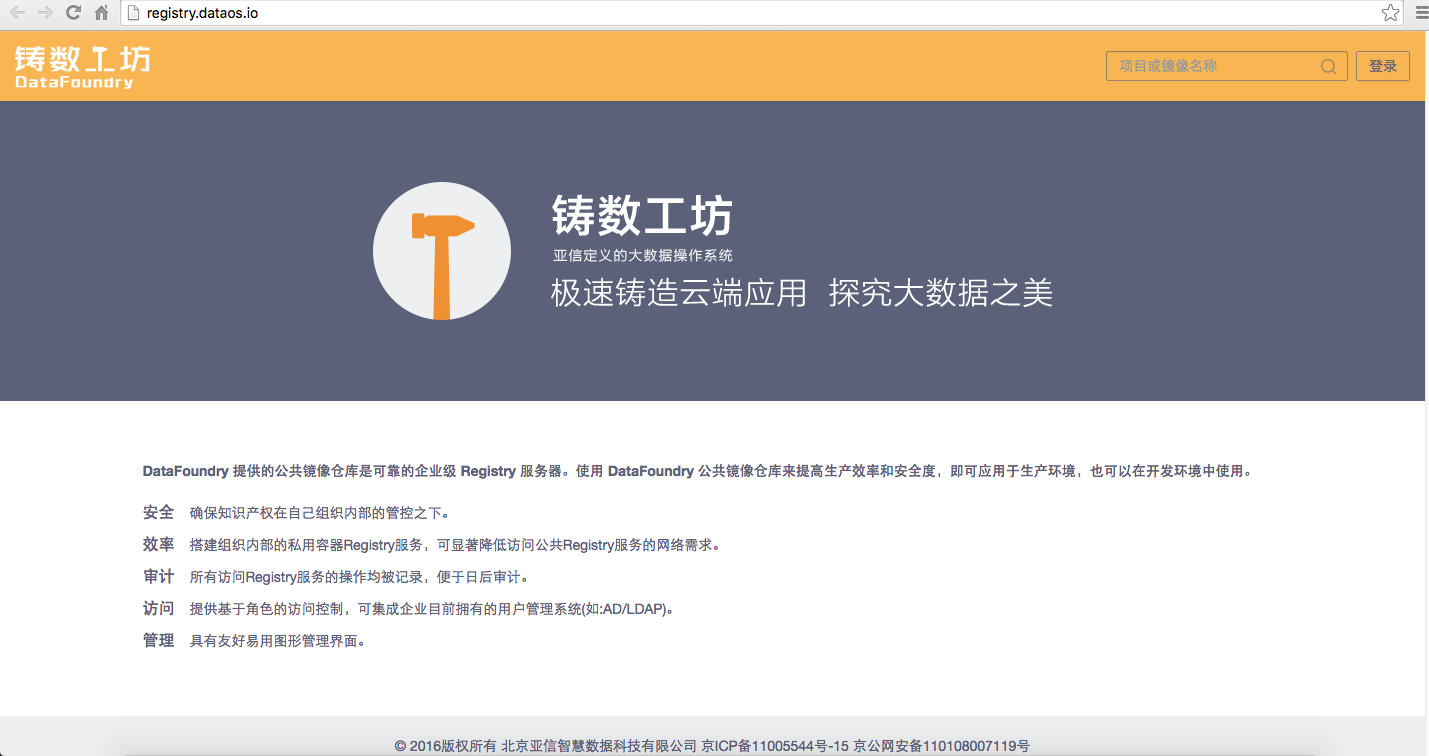 registry.dataos.io
铸数工坊
DataFoundry
项目或镜像名称
登录
铸数工坊
亚信定义的大数据操作系统
极速铸造云端应用 探究大数据之美
DataFoundry 提供的公共镜像仓库是可靠的企业级 Registry 服务器。使用 DataFoundry 公共镜像仓库来提高生产效率和安全度，即可应用于生产环境，也可以在开发环境中使用。
安全 确保知识产权在自己组织内部的管控之下。
效率 搭建组织内部的私用容器Registry服务，可显著降低访问公共Registry服务的网络需求。
审计 所有访问Registry服务的操作均被记录，便于日后审计。
访问 提供基于角色的访问控制，可集成企业目前拥有的用户管理系统(如:AD/LDAP)。
管理 具有友好易用图形管理界面。
© 2016版权所有 北京亚信智慧数据科技有限公司 京ICP备11005544号-15 京公网安备110108007119号